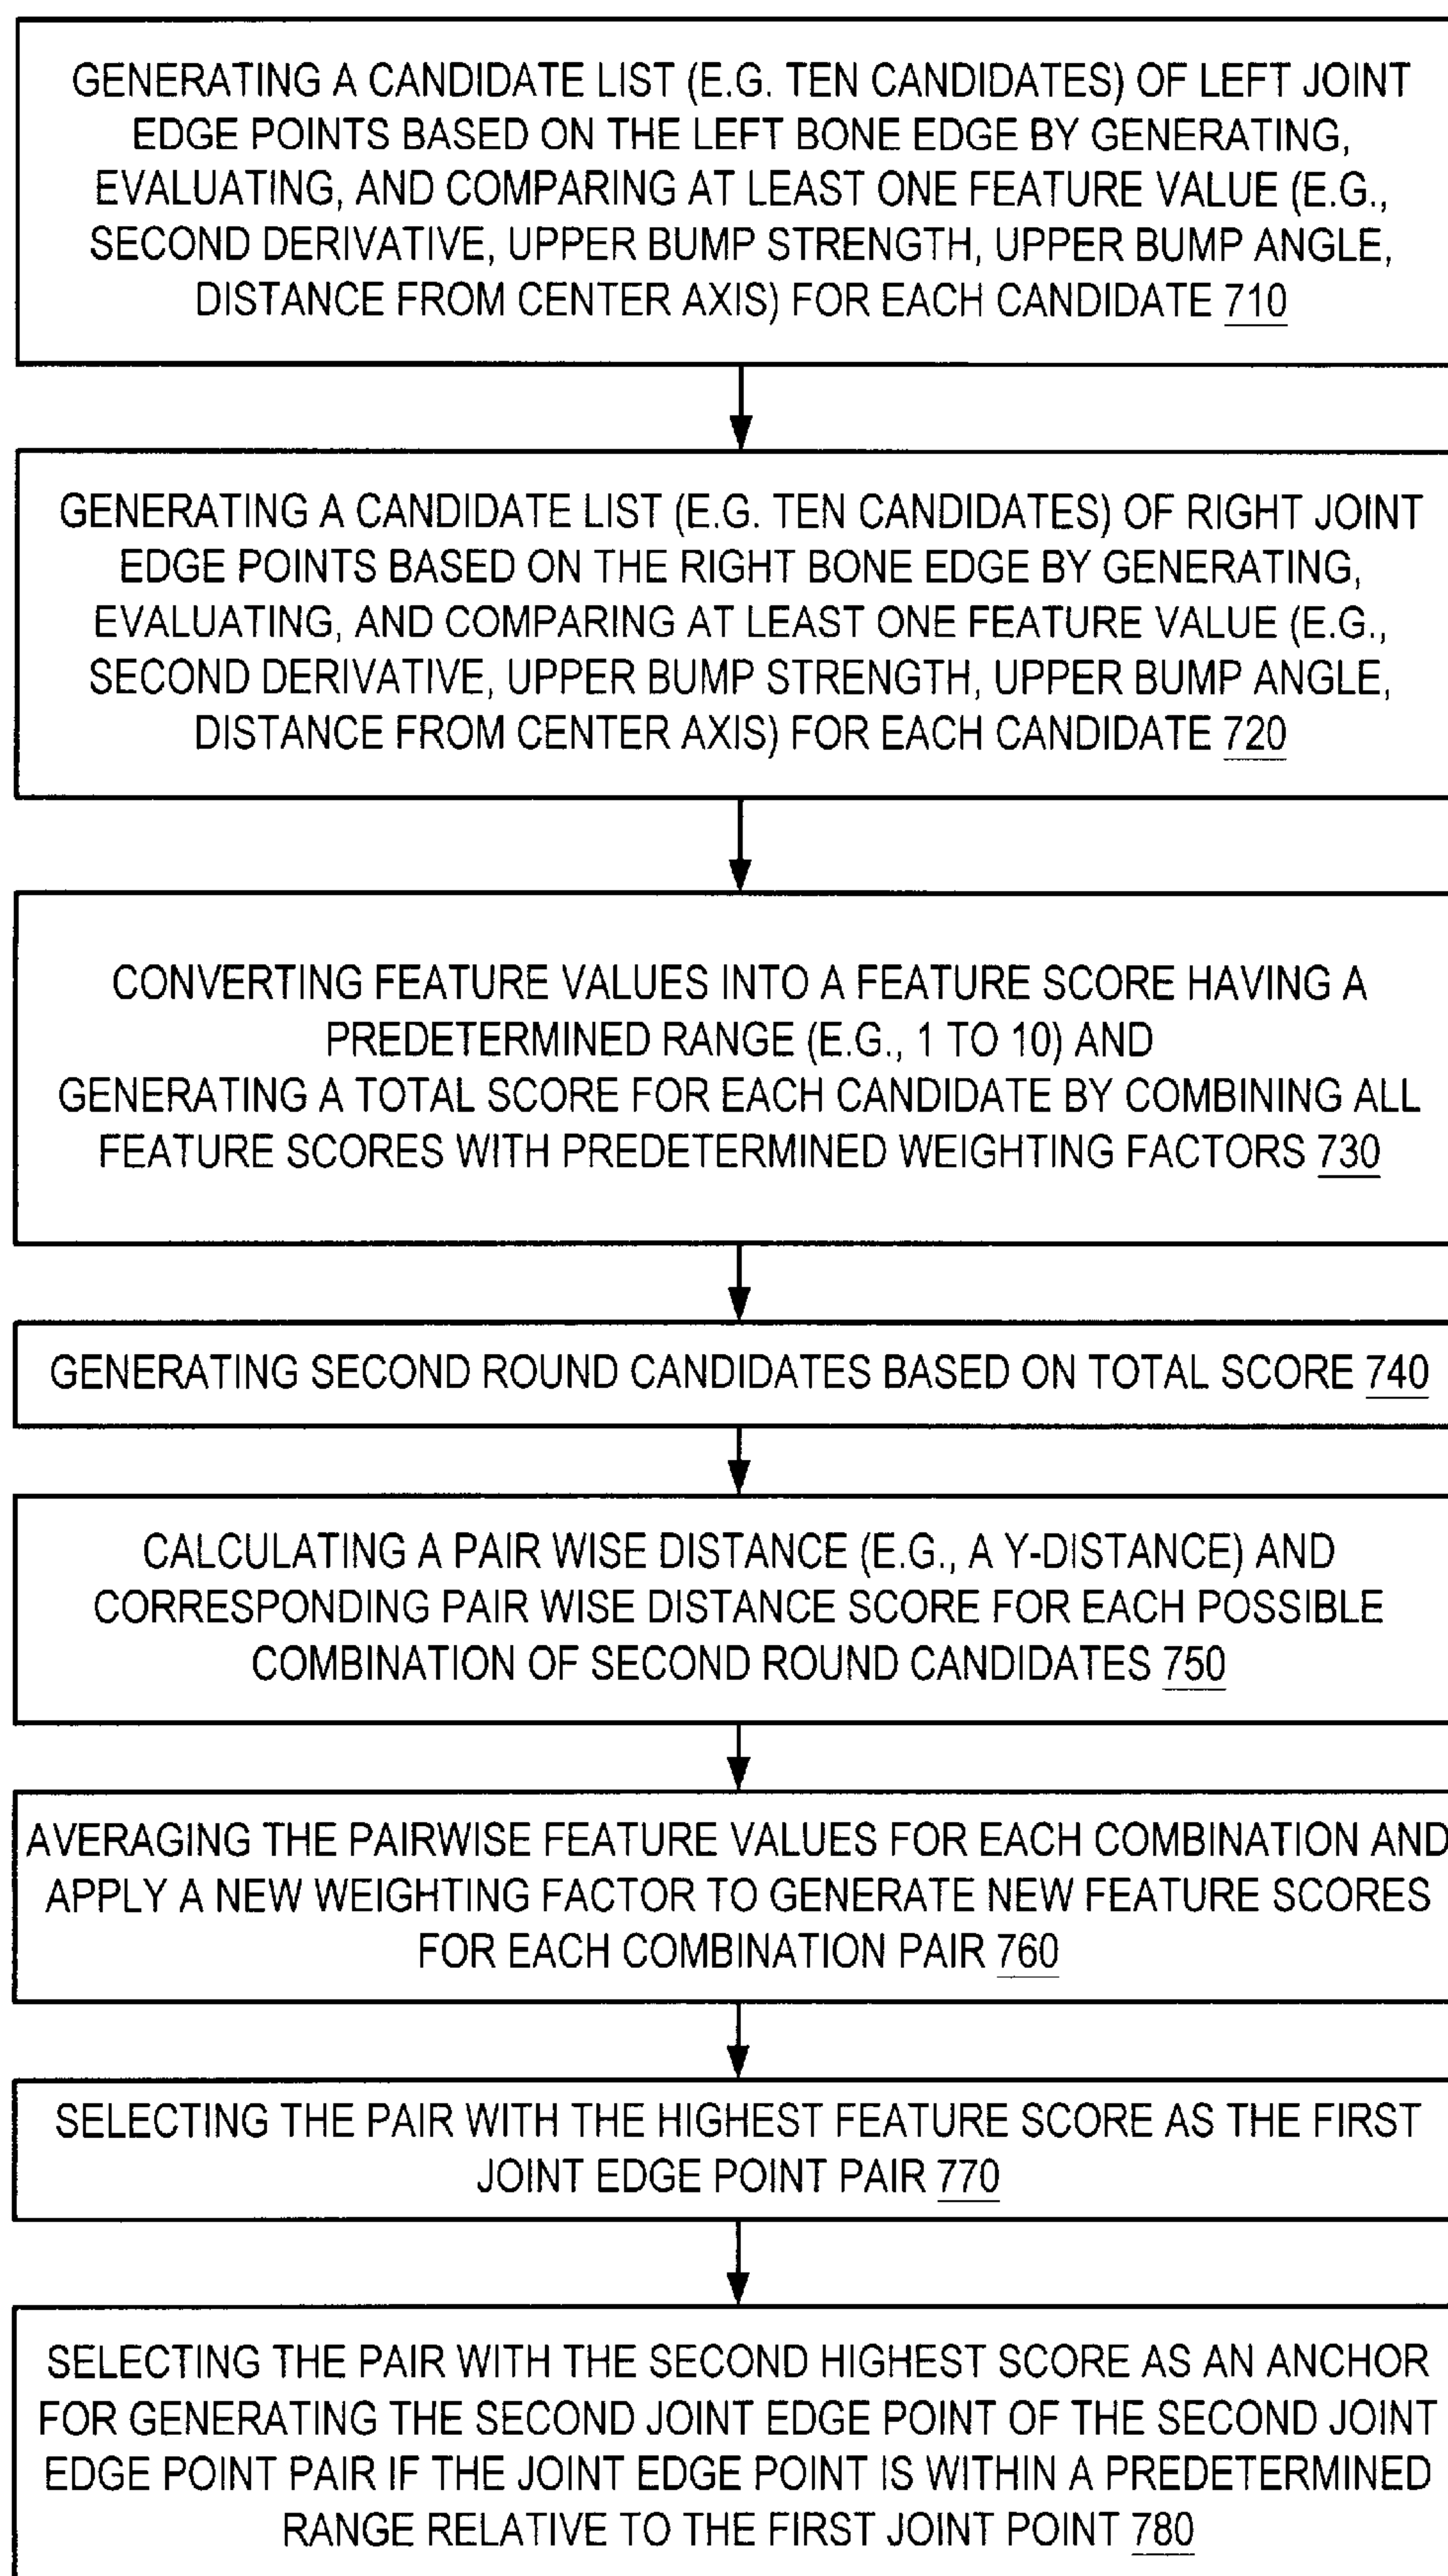 GENERATING A CANDIDATE LIST (E.G. TEN CANDIDATES) OF LEFT JOINT
EDGE POINTS BASED ON THE LEFT BONE EDGE BY GENERATING,
EVALUATING, AND COMPARING AT LEAST ONE FEATURE VALUE (E.G.,
SECOND DERIVATIVE, UPPER BUMP STRENGTH, UPPER BUMP ANGLE,
DISTANCE FROM CENTER AXIS) FOR EACH CANDIDATE 710
GENERATING A CANDIDATE LIST (E.G. TEN CANDIDATES) OF RIGHT JOINT
EDGE POINTS BASED ON THE RIGHT BONE EDGE BY GENERATING,
EVALUATING, AND COMPARING AT LEAST ONE FEATURE VALUE (E.G.,
SECOND DERIVATIVE, UPPER BUMP STRENGTH, UPPER BUMP ANGLE,
DISTANCE FROM CENTER AXIS) FOR EACH CANDIDATE 720
CONVERTING FEATURE VALUES INTO A FEATURE SCORE HAVING A
PREDETERMINED RANGE (E.G., 1 TO 10) AND
GENERATING A TOTAL SCORE FOR EACH CANDIDATE BY COMBINING ALL
FEATURE SCORES WITH PREDETERMINED WEIGHTING FACTORS 730
GENERATING SECOND ROUND CANDIDATES BASED ON TOTAL SCORE 740
CALCULATING A PAIR WISE DISTANCE (E.G., A Y-DISTANCE) AND
CORRESPONDING PAIR WISE DISTANCE SCORE FOR EACH POSSIBLE
COMBINATION OF SECOND ROUND CANDIDATES 750
AVERAGING THE PAIRWISE FEATURE VALUES FOR EACH COMBINATION AND
APPLY A NEW WEIGHTING FACTOR TO GENERATE NEW FEATURE SCORES
FOR EACH COMBINATION PAIR 760
SELECTING THE PAIR WITH THE HIGHEST FEATURE SCORE AS THE FIRST
JOINT EDGE POINT PAIR 770
SELECTING THE PAIR WITH THE SECOND HIGHEST SCORE AS AN ANCHOR
FOR GENERATING THE SECOND JOINT EDGE POINT OF THE SECOND JOINT
EDGE POINT PAIR IF THE JOINT EDGE POINT IS WITHIN A PREDETERMINED
RANGE RELATIVE TO THE FIRST JOINT POINT 780